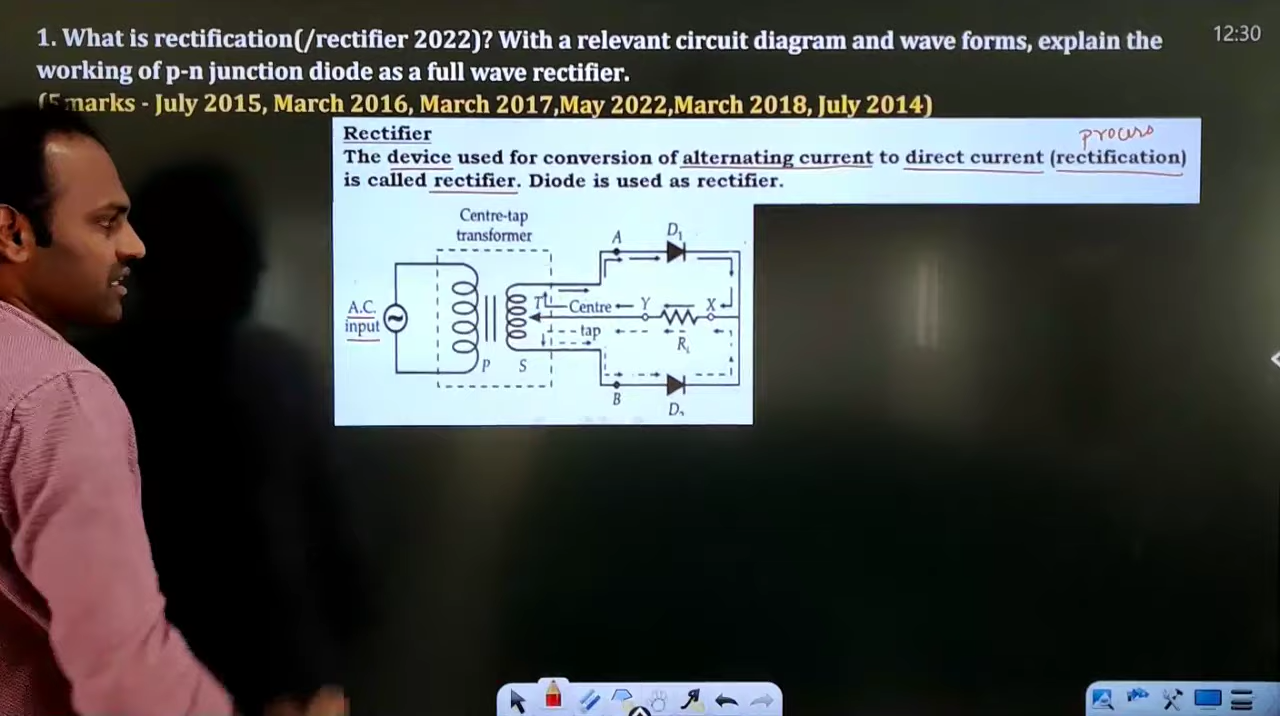 1. What is rectification(/rectifier 2022)? With a relevant circuit diagram and wave forms, explain the
12:30
working of p-n junction diode as a full wave rectifier.
marks - July 2015, March 2016, March 2017,May 2022,March 2018, July 2014)
Rectifier
process
The device used for conversion of alternating current to direct current (rectification)
is called rectifier. Diode is used as rectifier.
Centre-tap
transformer
A
D₁
A.C.
input
T
Centre
Y
X
tap
P
S
B